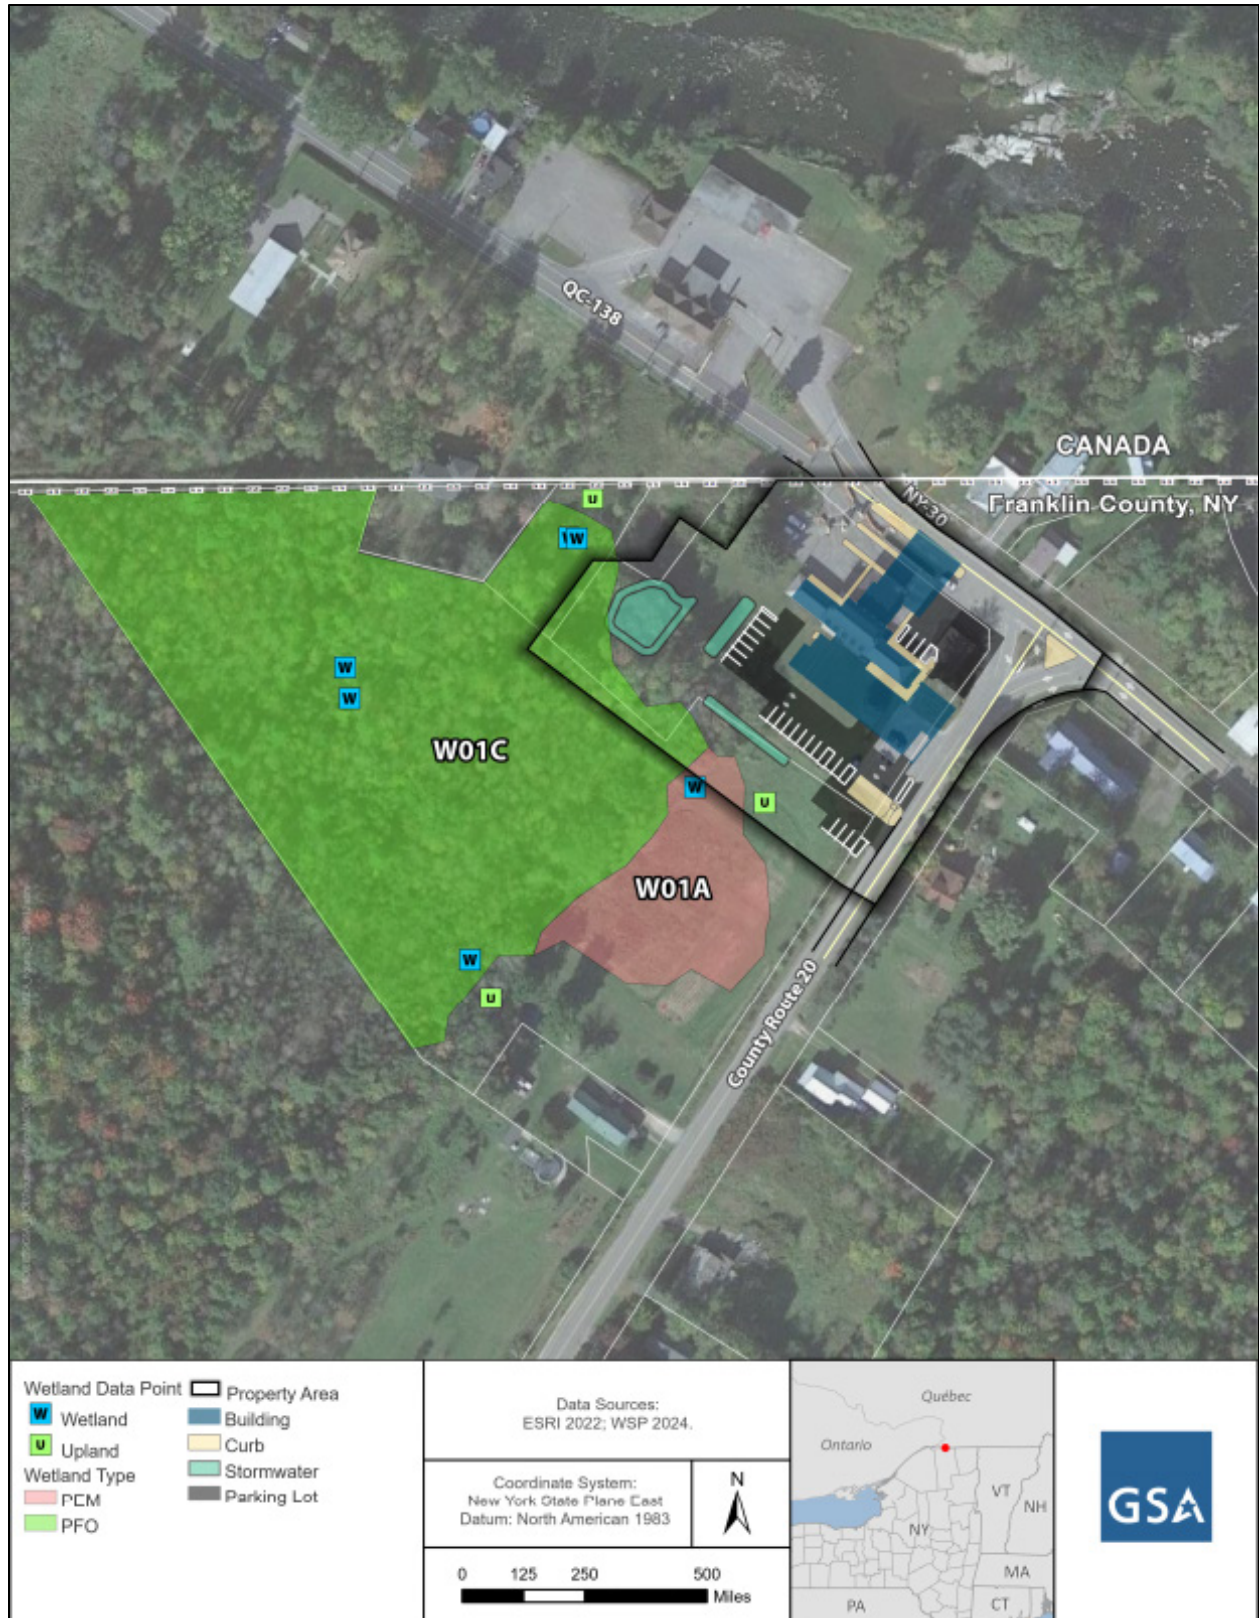 QC-138
CANADA
NY-30
Franklin County, NY
U
W
W
W
W
W01C
W
U
W01A
W
U
County Route 20
Wetland Data Point
W Wetland
U Upland
Wetland Type
PEM
PFO
Property Area
Building
Curb
Stormwater
Parking Lot
Data Sources:
ESRI 2022; WSP 2024.
Coordinate System:
New York State Plane East
Datum: North American 1983
N
0 125 250 500
Miles
Québec
Ontario
VT
NH
NY
MA
PA
CT
GSA